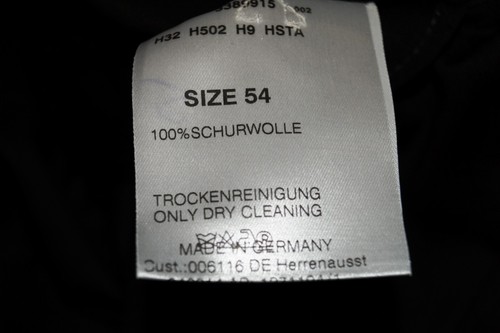 002
H32 H502 H9 HSTA
SIZE 54
100%SCHURWOLLE
TROCKENREINIGUNG
ONLY DRY CLEANING
MADE IN GERMANY
Cust.:006116 DE Herrenausst